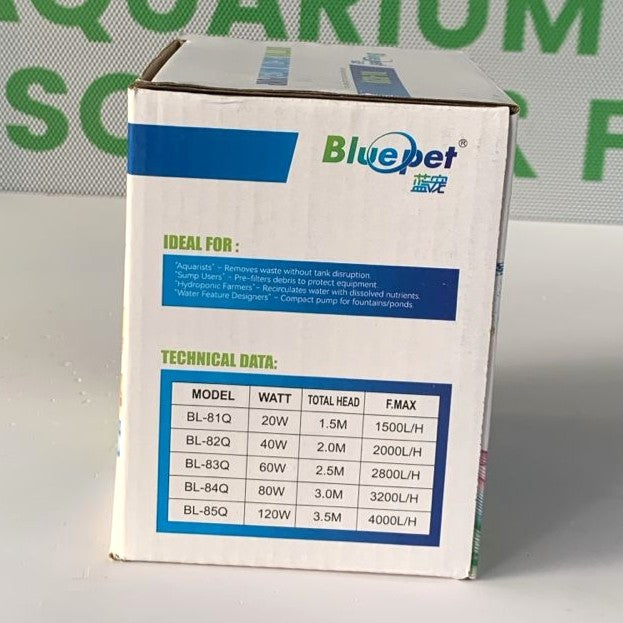 AQUARIUM
Bluepet®
蓝宠
IDEAL FOR :
"Aquarists" - Removes waste without tank disruption.
"Sump Users" - Pre-filters debris to protect equipment.
"Hydroponic Farmers" - Recirculates water with dissolved nutrients.
"Water Feature Designers" - Compact pump for fountains/ponds
TECHNICAL DATA:
MODEL WATT TOTAL HEAD F.MAX
BL-81Q 20W 1.5M 1500L/H
BL-82Q 40W 2.0M 2000L/H
BL-83Q 60W 2.5M 2800L/H
BL-84Q 80W 3.0M 3200L/H
BL-85Q 120W 3.5M 4000L/H